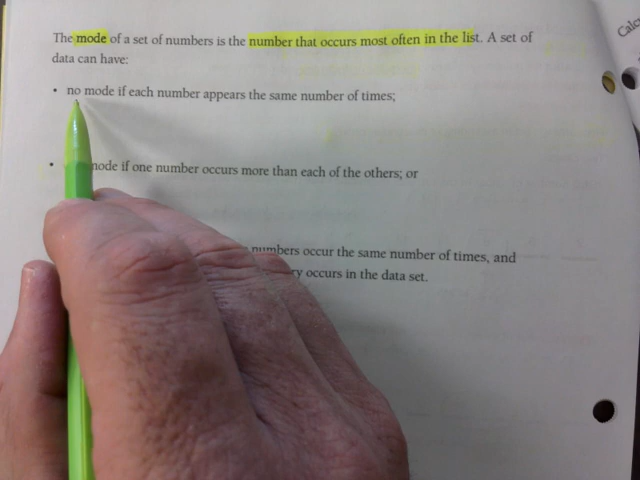 The mode of a set of numbers is the number that occurs most often in the list. A set of
data can have:
• no mode if each number appears the same number of times;
• mode if one number occurs more than each of the others; or
numbers occur the same number of times, and
occurs in the data set.
Calc